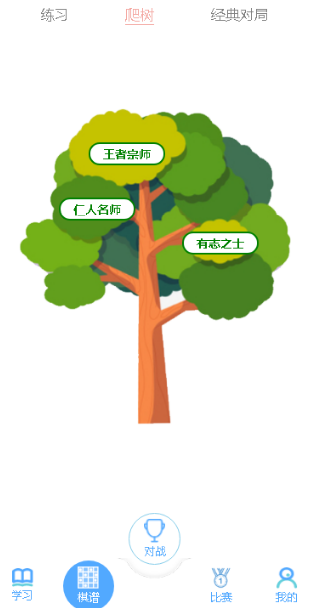 练习 爬树 经典对局
王者宗师
仁人名师
有志之士
对战
学习 棋谱 比赛 我的